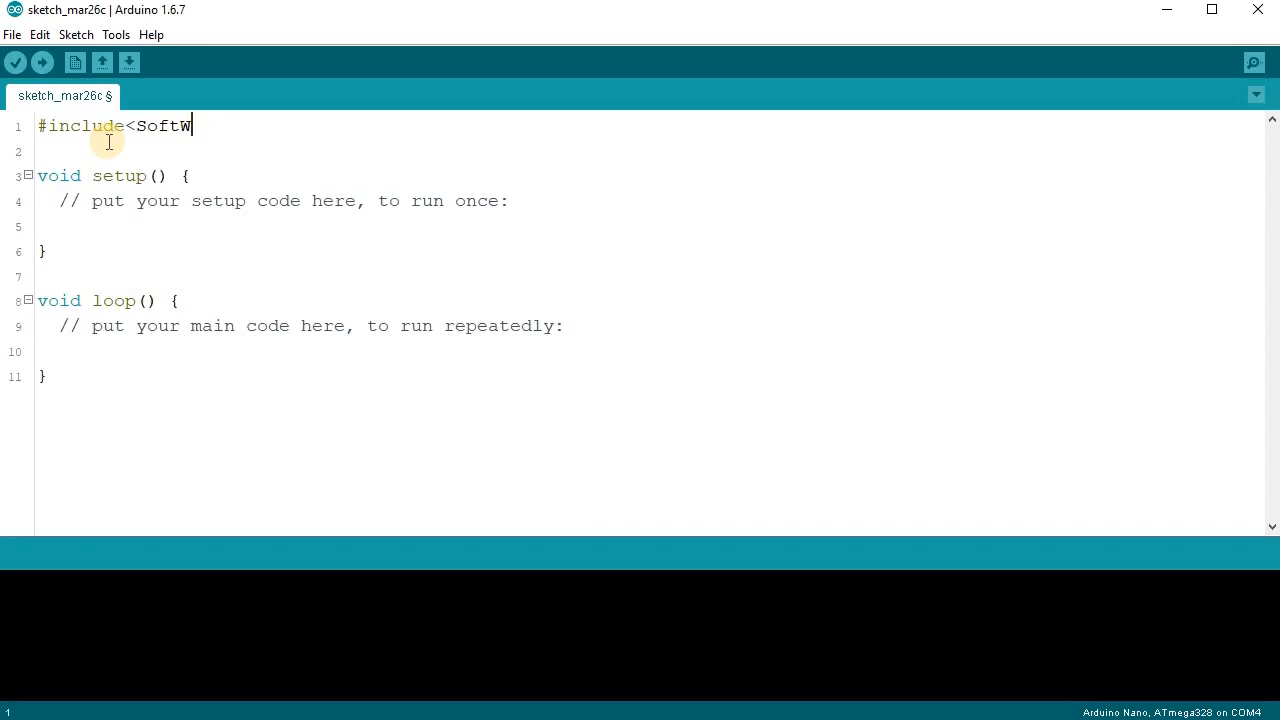 sketch_mar26c | Arduino 1.6.7
File Edit Sketch Tools Help
sketch_mar26c §
1 #include<SoftW
2
3 void setup() {
4 // put your setup code here, to run once:
5
6 }
7
8 void loop() {
9 // put your main code here, to run repeatedly:
10
11 }
1 Arduino Nano, ATmega328 on COM4